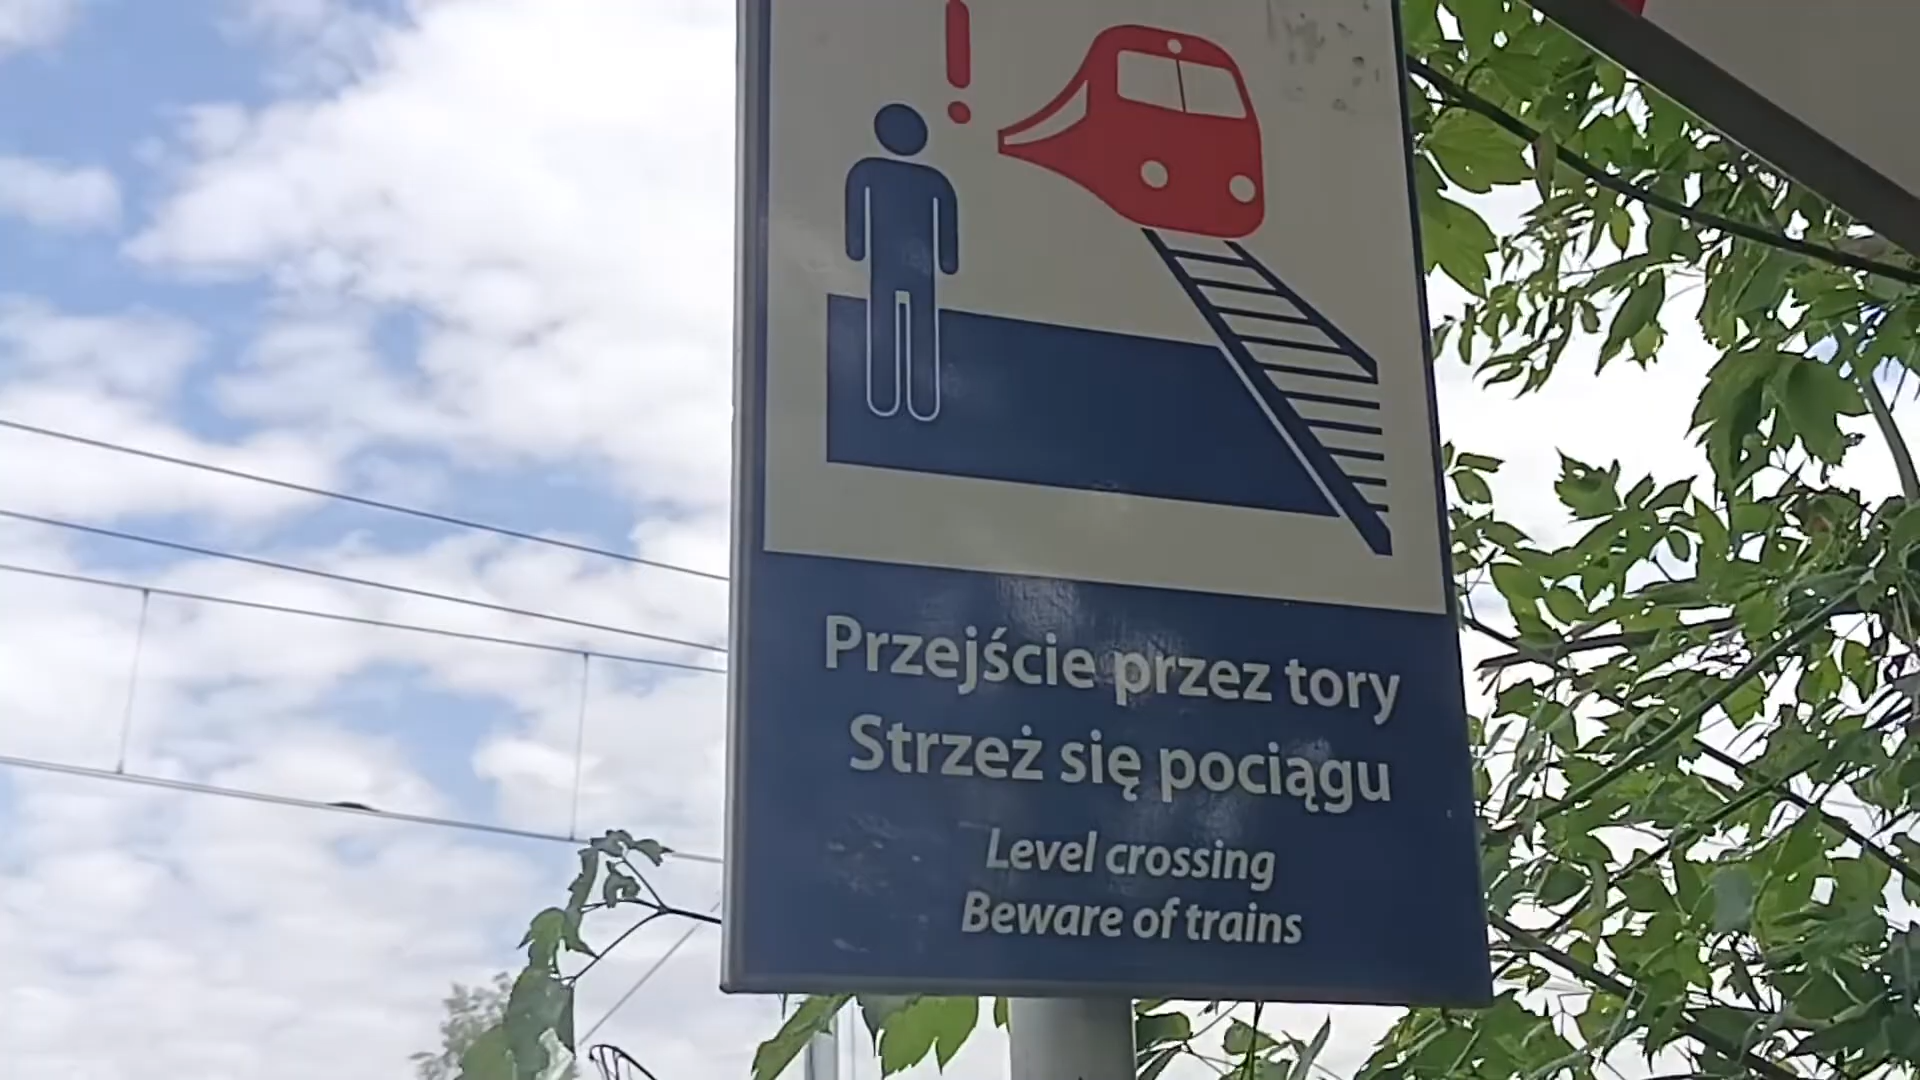 Przejście przez tory
Strzeż się pociągu
Level crossing
Beware of trains